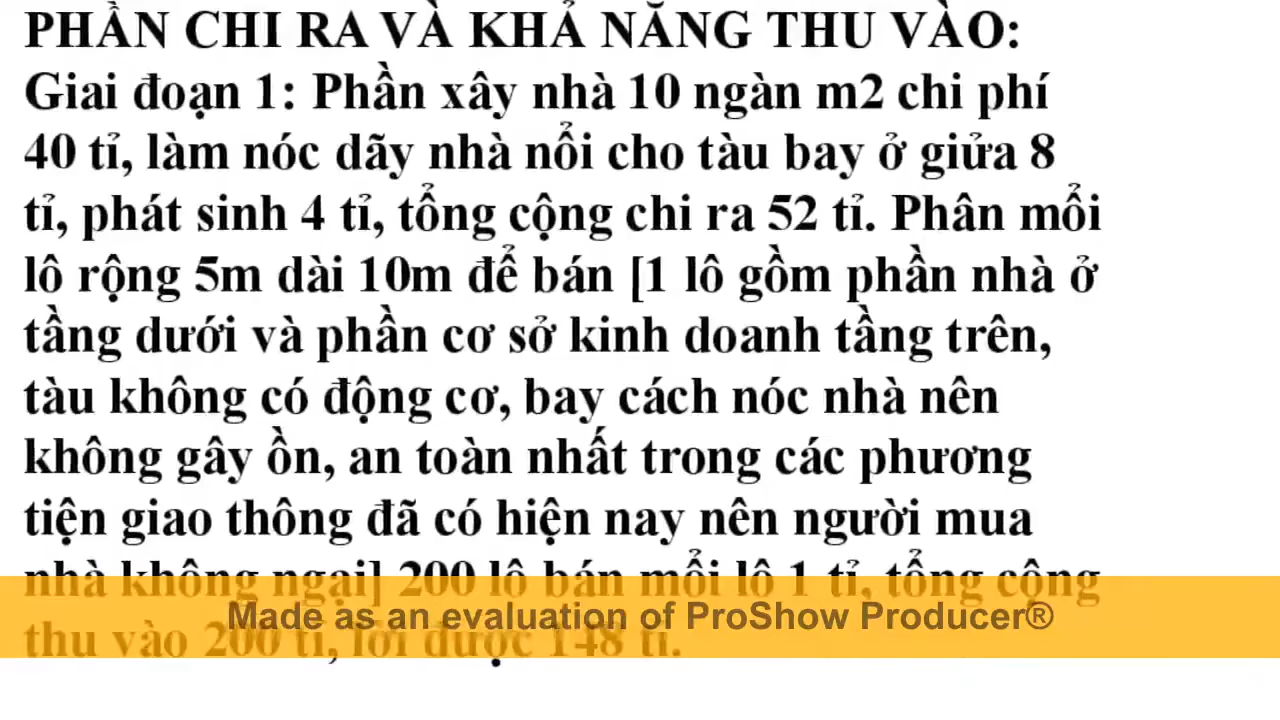 PHẦN CHI RA VÀ KHẢ NĂNG THU VÀO:
Giai đoạn 1: Phần xây nhà 10 ngàn m2 chi phí
40 tỉ, làm nóc dãy nhà nổi cho tàu bay ở giửa 8
tỉ, phát sinh 4 tỉ, tổng cộng chi ra 52 tỉ. Phân mổi
lô rộng 5m dài 10m để bán [1 lô gồm phần nhà ở
tầng dưới và phần cơ sở kinh doanh tầng trên,
tàu không có động cơ, bay cách nóc nhà nên
không gây ồn, an toàn nhất trong các phương
tiện giao thông đã có hiện nay nên người mua
nhà không ngại] 200 lô bán mổi lô 1 tỉ, tổng cộng
Made as an evaluation of ProShow Producer®
thu vào 200 tỉ, lời được 148 tỉ.